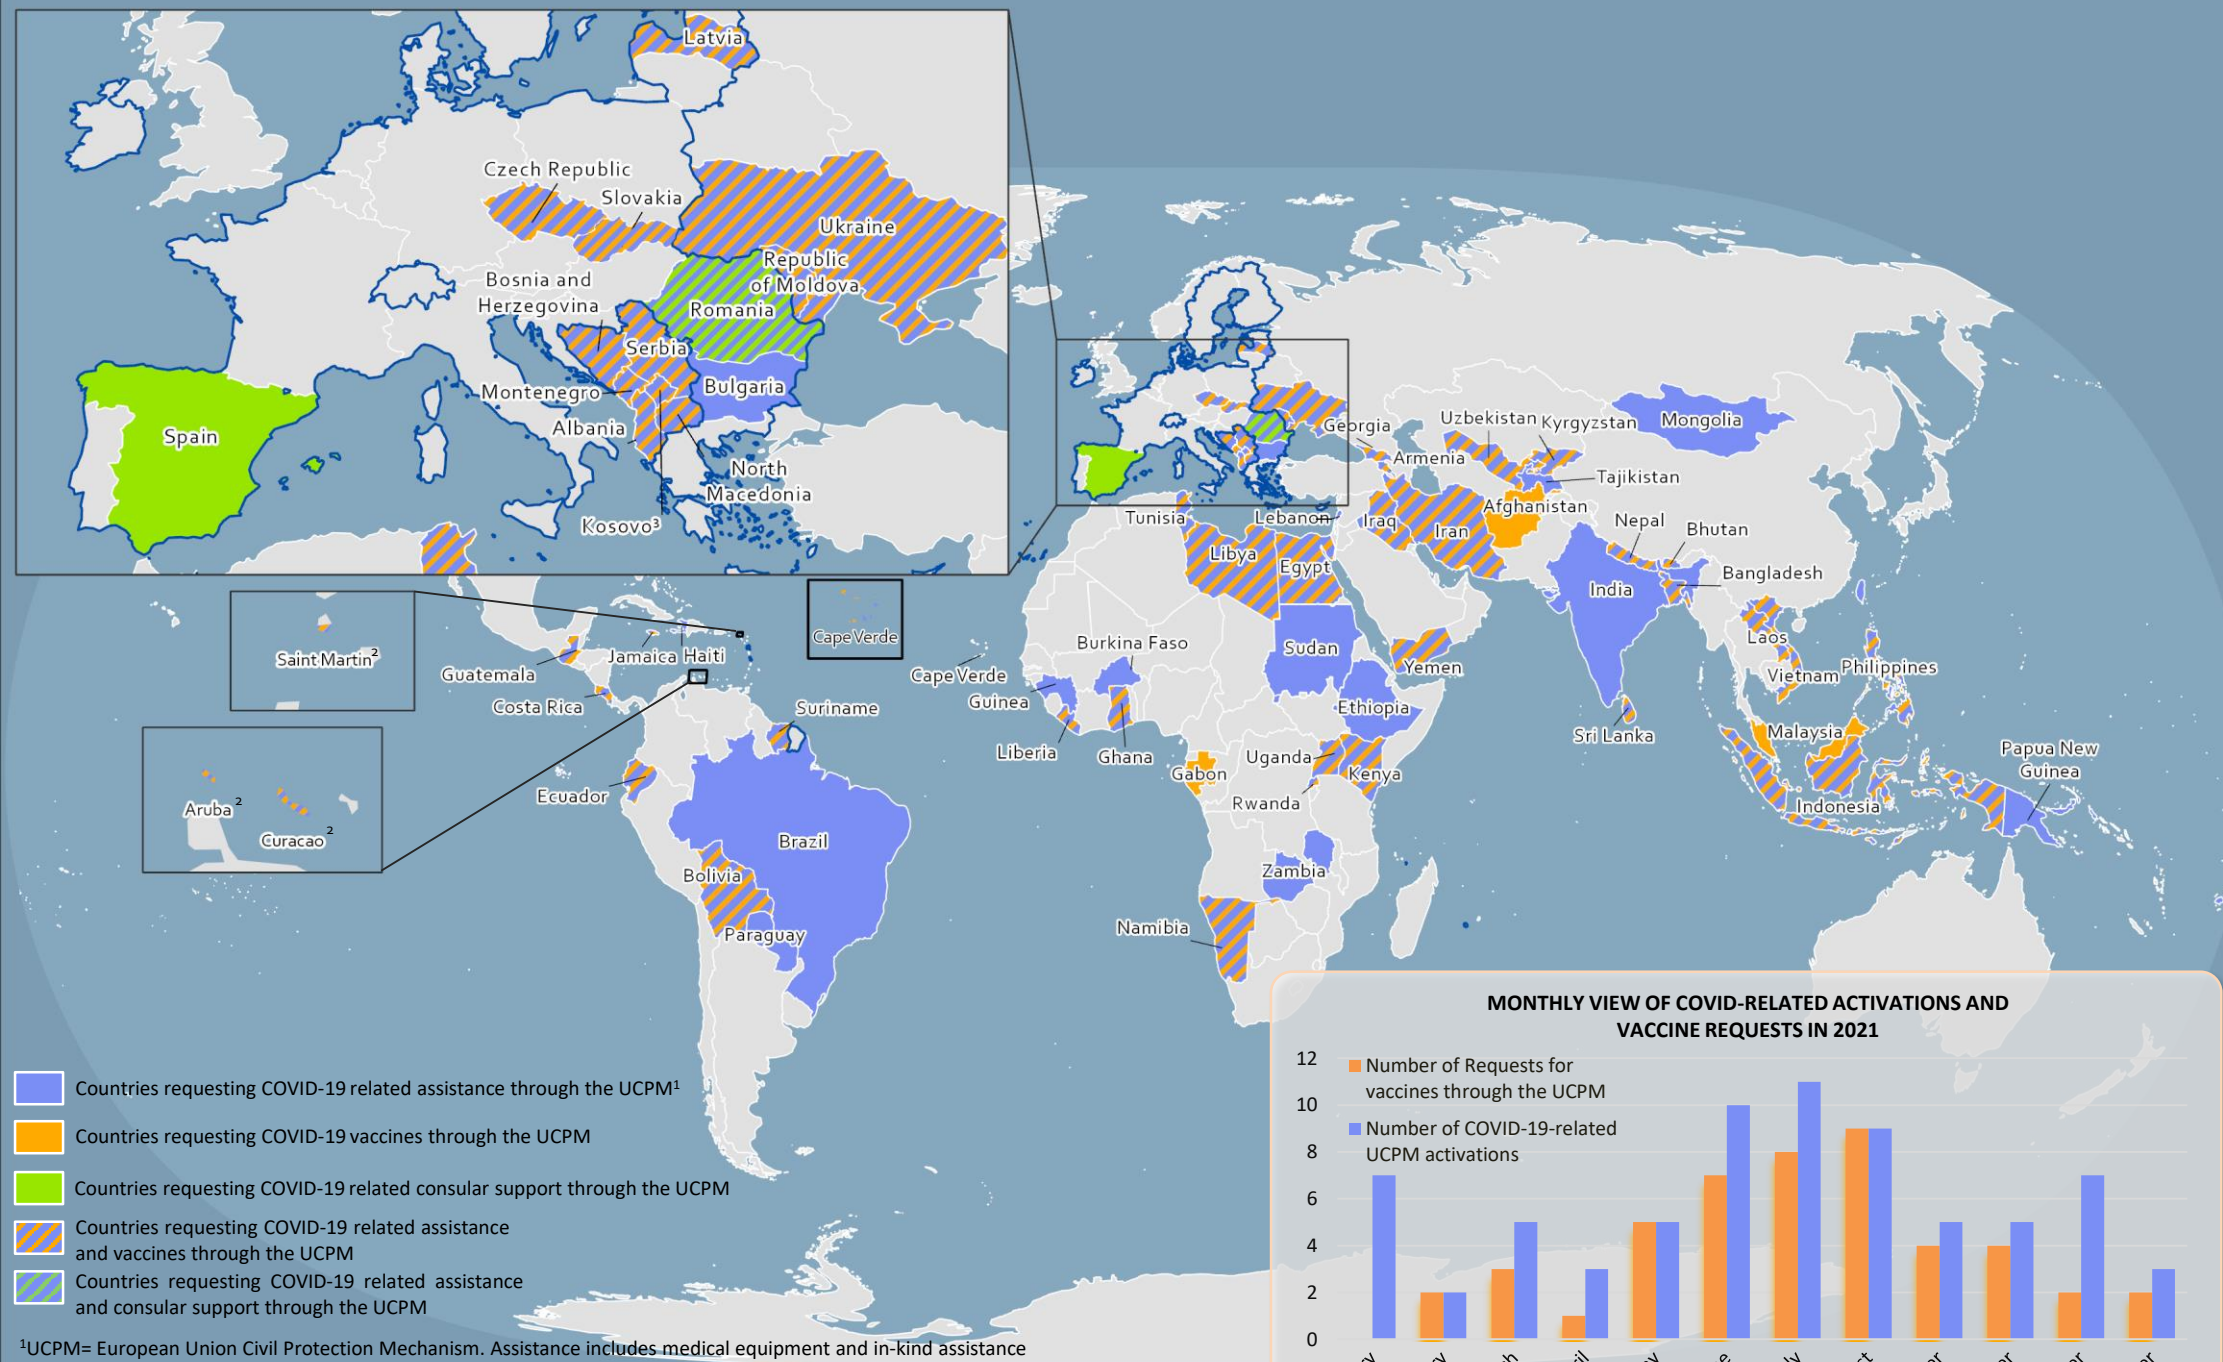 Latvia
Czech Republic
Slovakia
Ukraine
Republic
of Moldova
Bosnia and
Herzegovina
Romania
Serbia
Bulgaria
Montenegro
Albania
Spain
North
Macedonia
Kosovo³
Georgia
Armenia
Uzbekistan
Kyrgyzstan
Mongolia
Tajikistan
Afghanistan
Tunisia
Lebanon
Iraq
Iran
Nepal
Bhutan
Libya
Egypt
India
Bangladesh
Saint Martin²
Cape Verde
Jamaica
Haiti
Guatemala
Costa Rica
Suriname
Cape Verde
Burkina Faso
Sudan
Yemen
Laos
Vietnam
Philippines
Guinea
Ethiopia
Liberia
Ghana
Sri Lanka
Malaysia
Papua New
Guinea
Gabon
Uganda
Kenya
Rwanda
Indonesia
Aruba²
Curacao²
Ecuador
Brazil
Bolivia
Zambia
Paraguay
Namibia
Countries requesting COVID-19 related assistance through the UCPM¹
Countries requesting COVID-19 vaccines through the UCPM
Countries requesting COVID-19 related consular support through the UCPM
Countries requesting COVID-19 related assistance
and vaccines through the UCPM
Countries requesting COVID-19 related assistance
and consular support through the UCPM
¹UCPM= European Union Civil Protection Mechanism. Assistance includes medical equipment and in-kind assistance
MONTHLY VIEW OF COVID-RELATED ACTIVATIONS AND
VACCINE REQUESTS IN 2021
Number of Requests for
vaccines through the UCPM
Number of COVID-19-related
UCPM activations
12
10
8
6
4
2
0